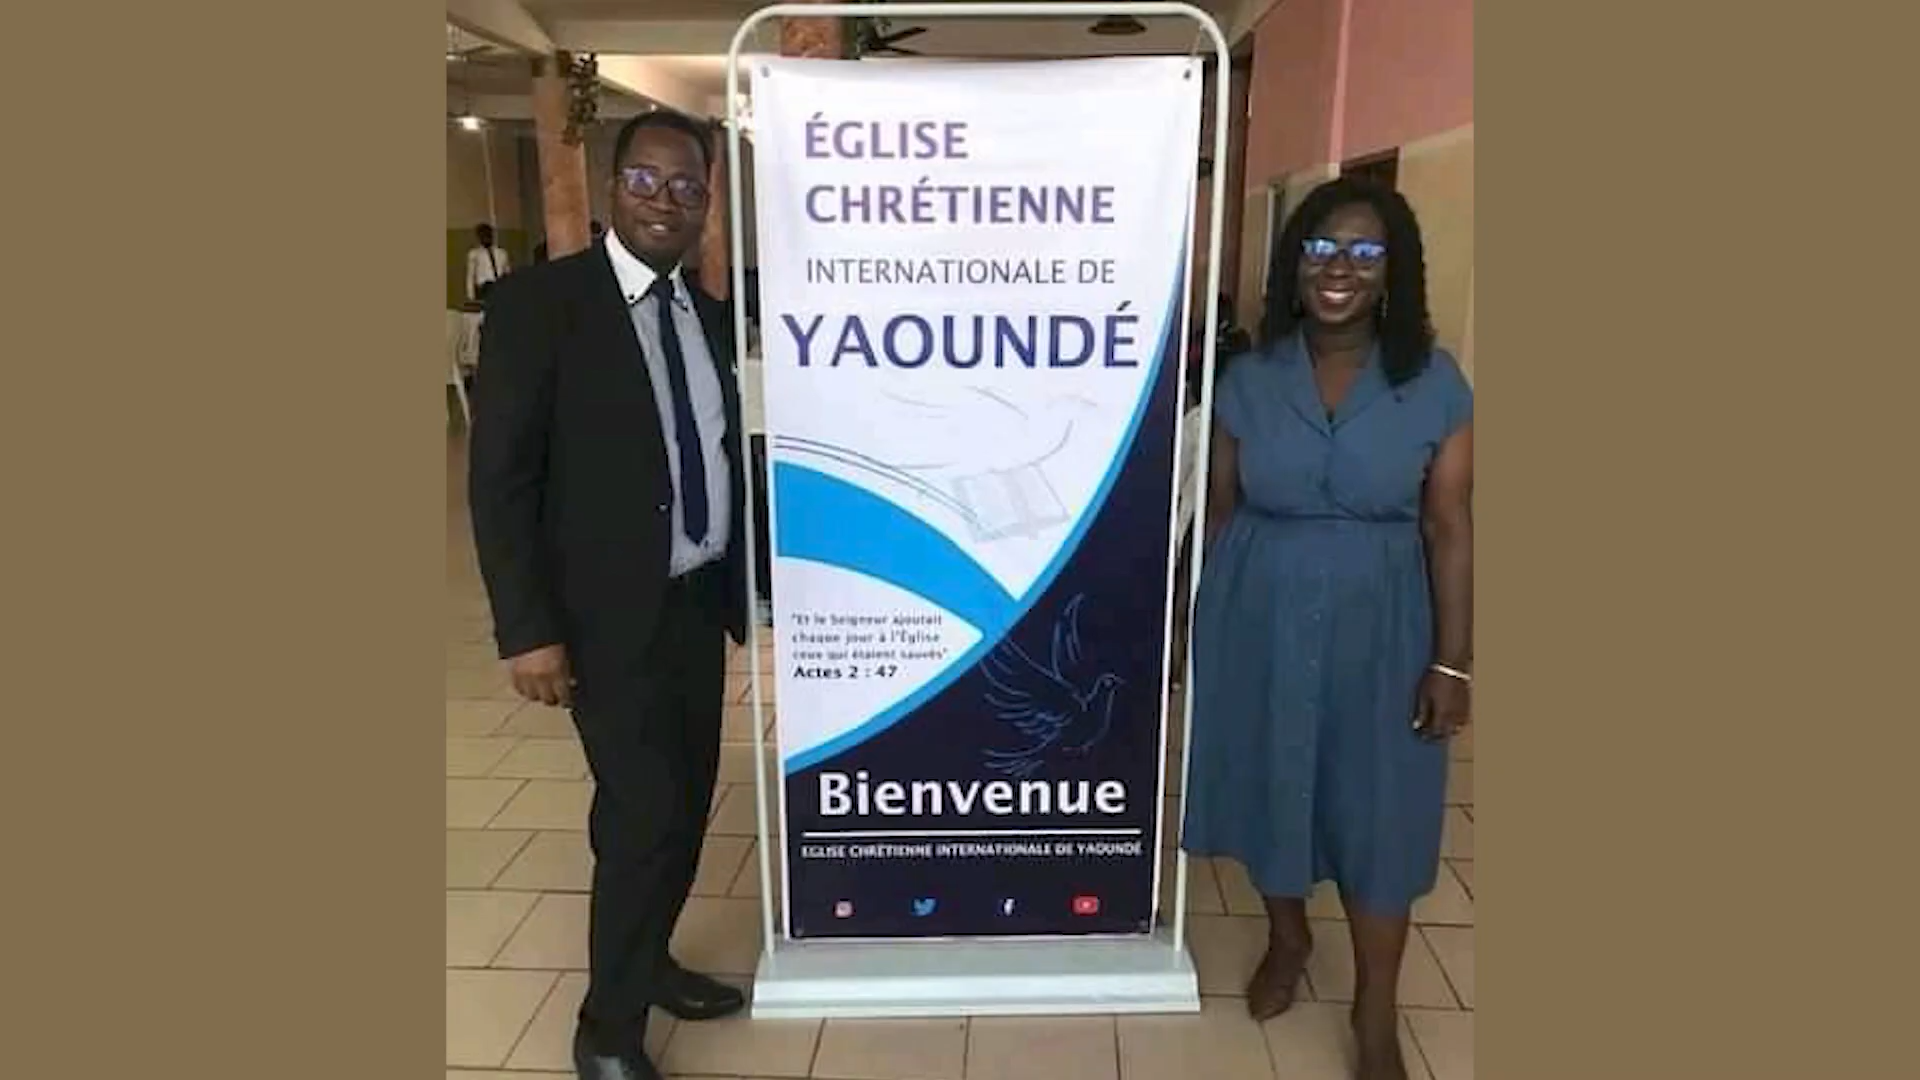 ÉGLISE
CHRÉTIENNE
INTERNATIONALE DE
YAOUNDÉ
"Et le Seigneur ajoutait
chaque jour à l'Église
ceux qui étaient sauvés"
Actes 2 : 47
Bienvenue
EGLISE CHRÉTIENNE INTERNATIONALE DE YAOUNDÉ